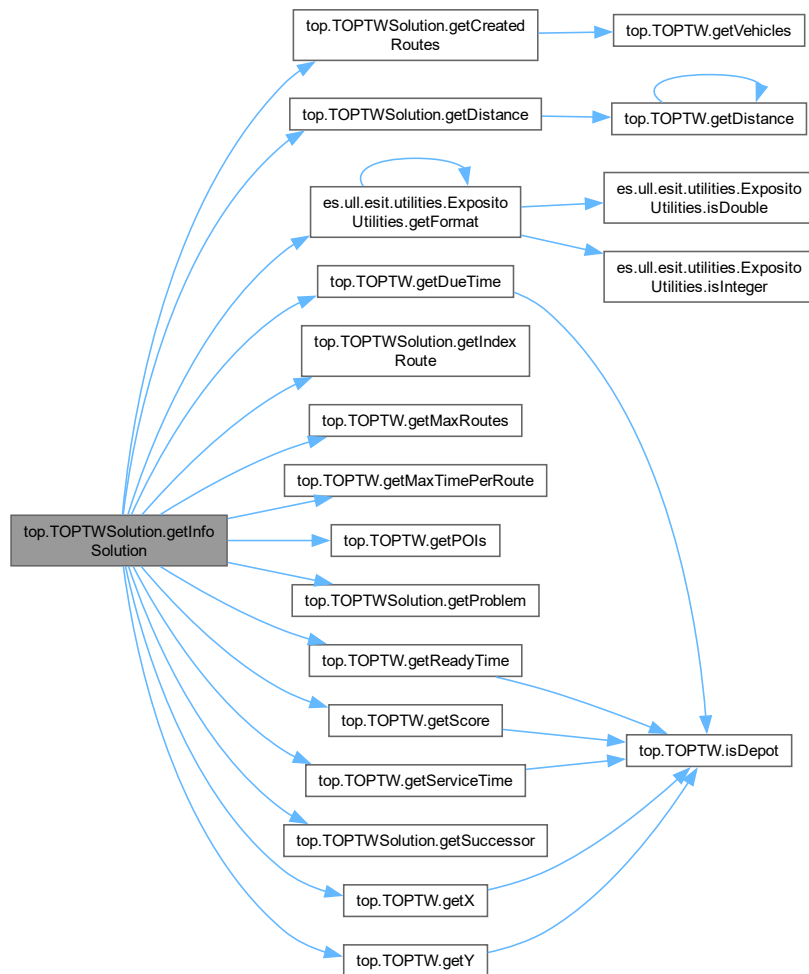 top.TOPTWSolution.getCreated
Routes
top.TOPTW.getVehicles
top.TOPTWSolution.getDistance
top.TOPTW.getDistance
es.ull.esit.utilities.Exposito
Utilities.getFormat
es.ull.esit.utilities.Exposito
Utilities.isDouble
es.ull.esit.utilities.Exposito
Utilities.isInteger
top.TOPTW.getDueTime
top.TOPTWSolution.getIndex
Route
top.TOPTW.getMaxRoutes
top.TOPTW.getMaxTimePerRoute
top.TOPTWSolution.getInfo
Solution
top.TOPTW.getPOIs
top.TOPTWSolution.getProblem
top.TOPTW.getReadyTime
top.TOPTW.getScore
top.TOPTW.isDepot
top.TOPTW.getServiceTime
top.TOPTWSolution.getSuccessor
top.TOPTW.getX
top.TOPTW.getY